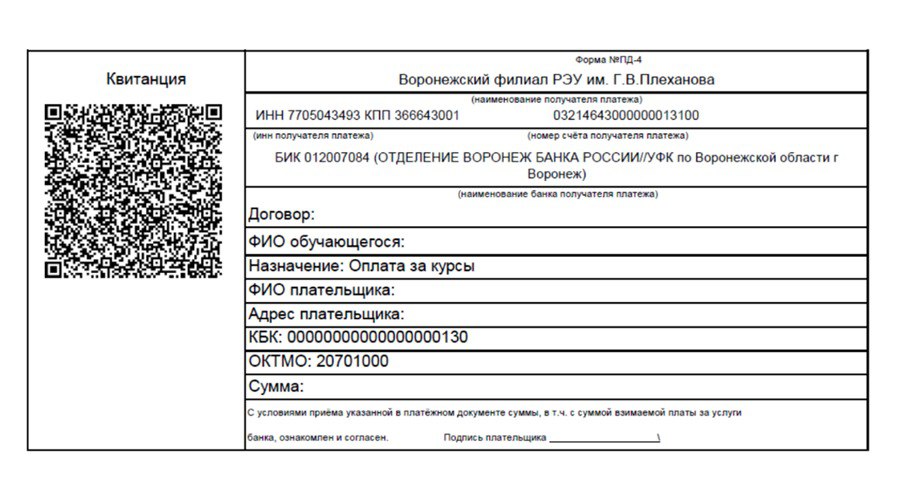 Форма №ПД-4
Квитанция
Воронежский филиал РЭУ им. Г.В.Плеханова
(наименование получателя платежа)
ИНН 7705043493 КПП 366643001 03214643000000013100
(инн получателя платежа) (номер счёта получателя платежа)
БИК 012007084 (ОТДЕЛЕНИЕ ВОРОНЕЖ БАНКА РОССИИ//УФК по Воронежской области г
Воронеж)
(наименование банка получателя платежа)
Договор:
ФИО обучающегося:
Назначение: Оплата за курсы
ФИО плательщика:
Адрес плательщика:
КБК: 00000000000000000130
ОКТМО: 20701000
Сумма:
С условиями приёма указанной в платёжном документе суммы, в т.ч. с суммой взимаемой платы за услуги
банка, ознакомлен и согласен. Подпись плательщика ____________________\